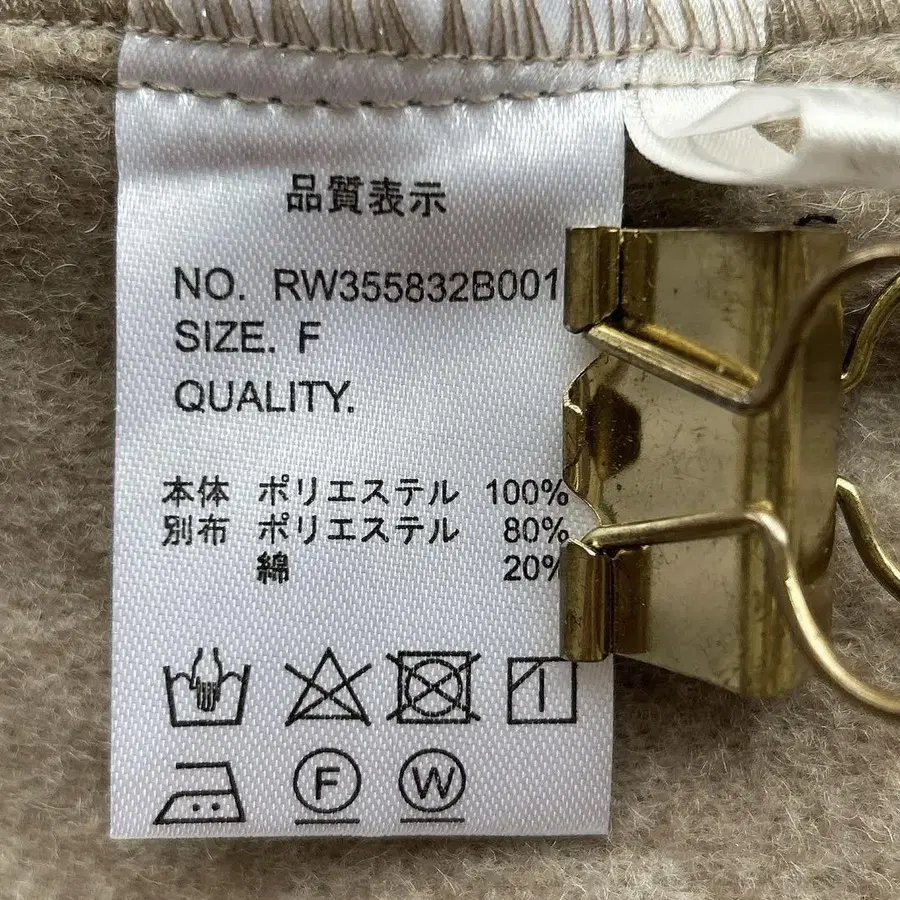 品質表示
NO. RW355832B001
SIZE. F
QUALITY.
本体 ポリエステル 100%
別布 ポリエステル 80%
綿 20%
F W